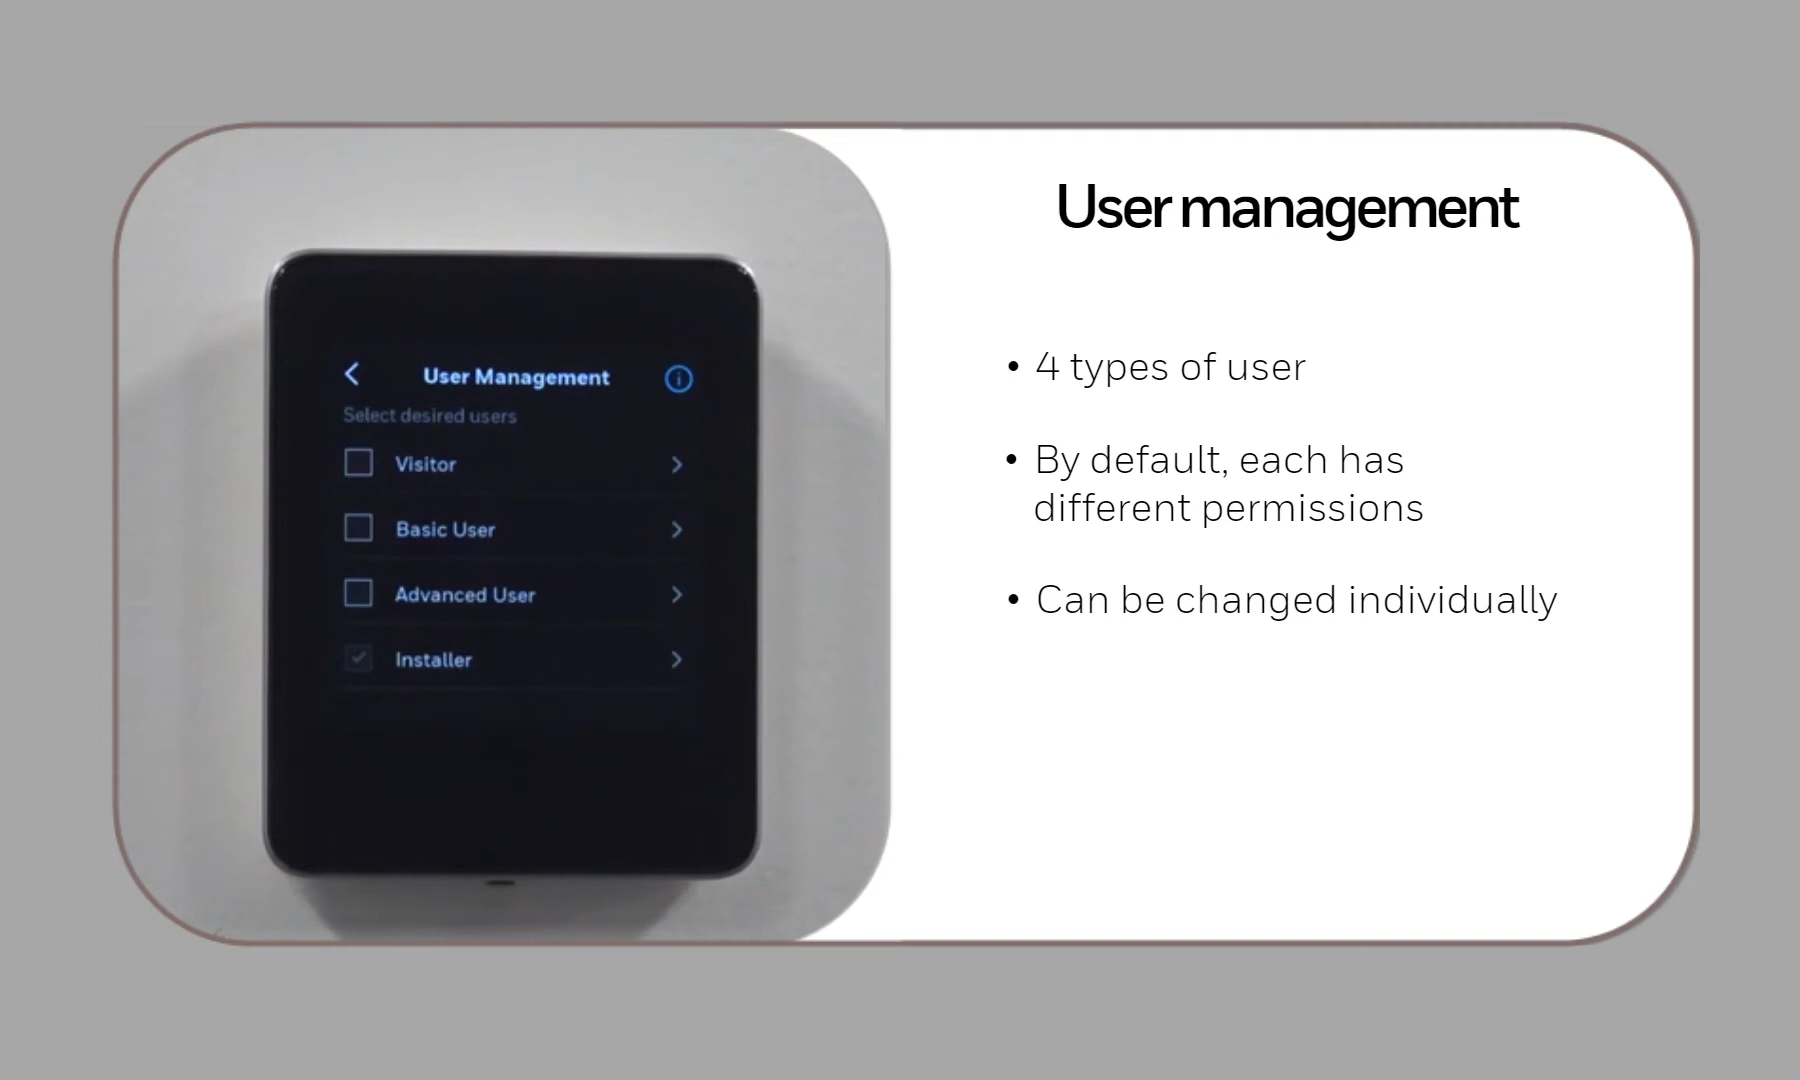 User Management
Select desired users
Visitor
Basic User
Advanced User
Installer
User management
• 4 types of user
• By default, each has
different permissions
• Can be changed individually